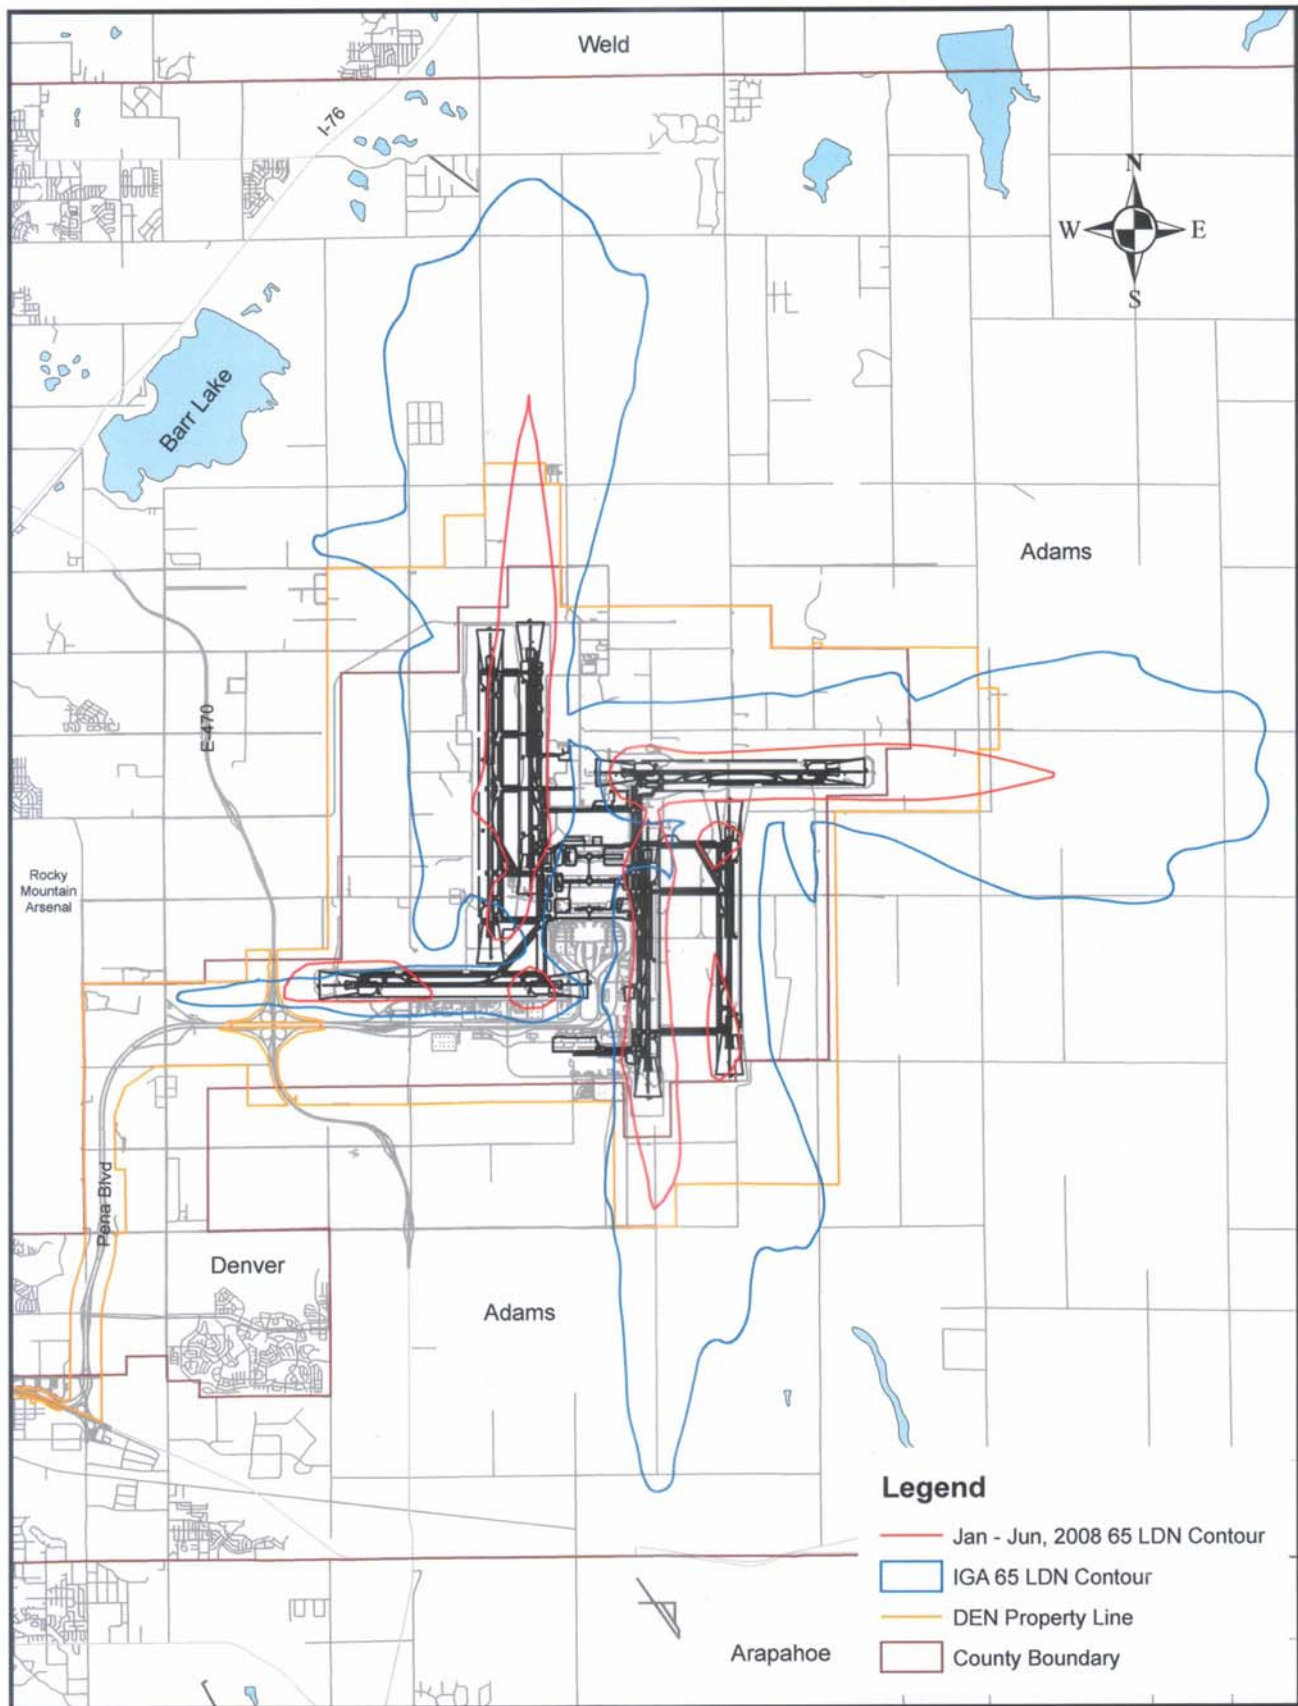 Weld
I-76
N
W
E
S
Barr Lake
Adams
E-470
Rocky
Mountain
Arsenal
Pena Blvd
Denver
Adams
Legend
Jan - Jun, 2008 65 LDN Contour
IGA 65 LDN Contour
DEN Property Line
County Boundary
Arapahoe